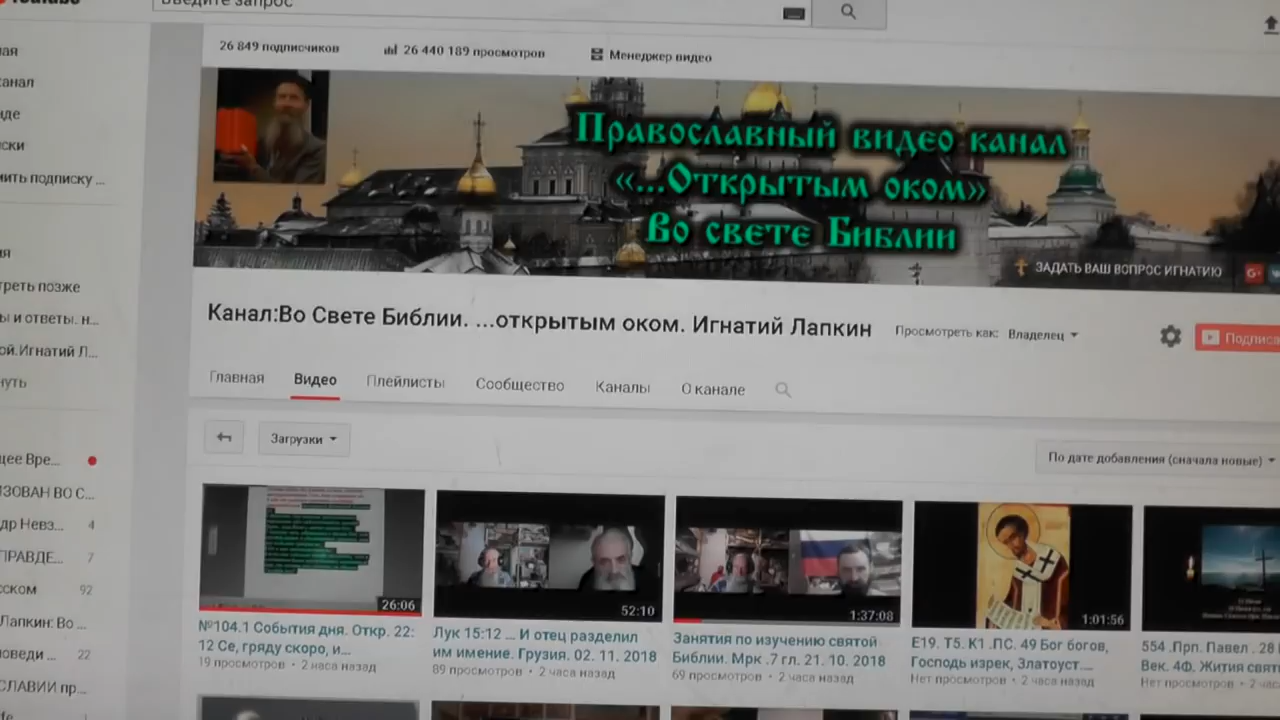 Введите запрос
26 849 подписчиков 26 440 189 просмотров Менеджер видео
Православный видео канал
«...Открытым оком»
Во свете Библии
ЗАДАТЬ ВАШ ВОПРОС ИГНАТИЮ
G+
Канал:Во Свете Библии. ...открытым оком. Игнатий Лапкин
Просмотреть как: Владелец
Главная Видео Плейлисты Сообщество Каналы О канале
Загрузки
По дате добавления (сначала новые)
26:06
№104.1 События дня. Откр. 22:
12 Се, гряду скоро, и...
19 просмотров • 2 часа назад
52:10
Лук 15:12 ... И отец разделил
им имение. Грузия. 02. 11. 2018
89 просмотров • 2 часа назад
1:37:08
Занятия по изучению святой
Библии. Мрк .7 гл. 21. 10. 2018
69 просмотров • 2 часа назад
1:01:56
E19. Т5. К1 .ПС. 49 Бог богов,
Господь изрек, Златоуст....
Нет просмотров • 2 часа назад
554 .Прп. Павел . 28
Век. 4Ф. Жития свят
Нет просмотров • 2 час
анал
ски
ить подписку ...
треть позже
ы и ответы. н...
ой.Игнатий Л...
нуть
щее Вре...
ЗОВАН ВО С...
др Невз... 4
ПРАВДЕ... 7
сском 92
Лапкин: Во ...
оведи ... 22
СЛАВИИ пр...